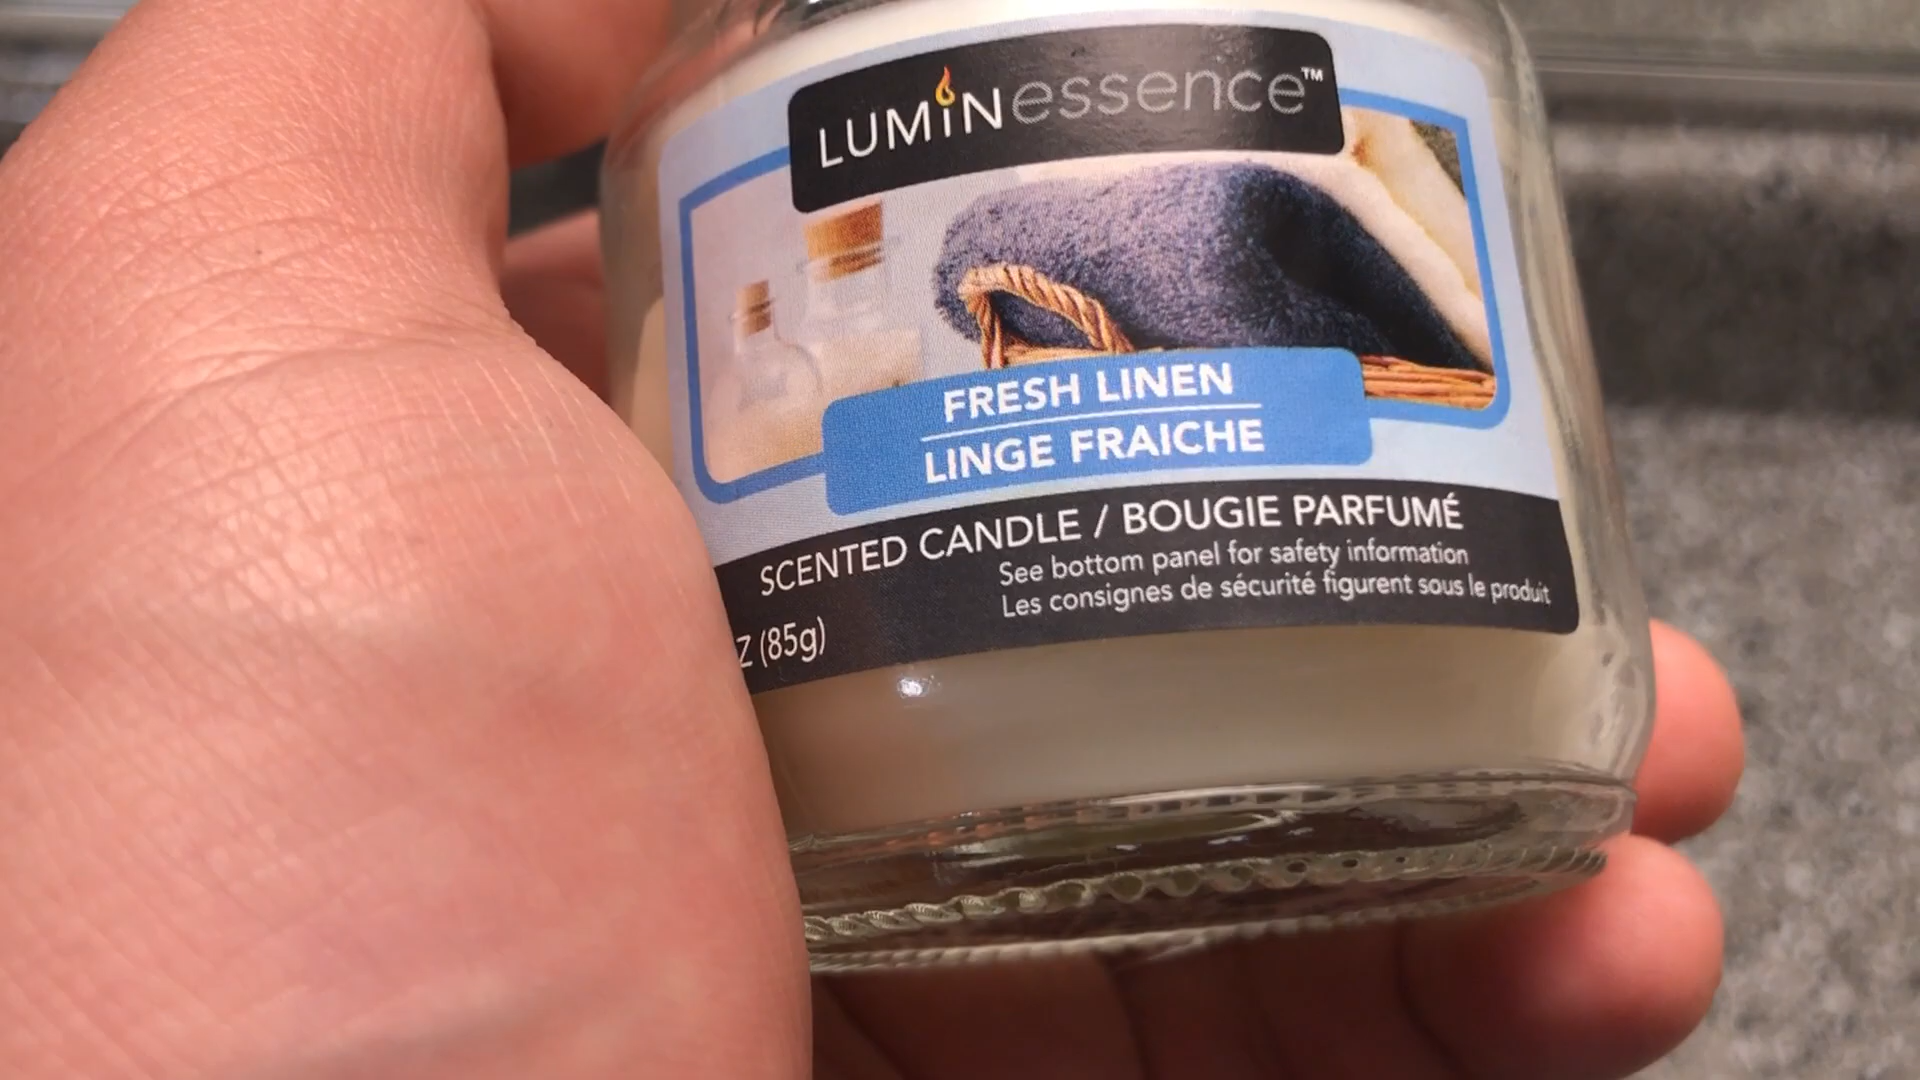 LUMINessence™
FRESH LINEN
LINGE FRAICHE
SCENTED CANDLE / BOUGIE PARFUMÉ
See bottom panel for safety information
Les consignes de sécurité figurent sous le produit
(85g)